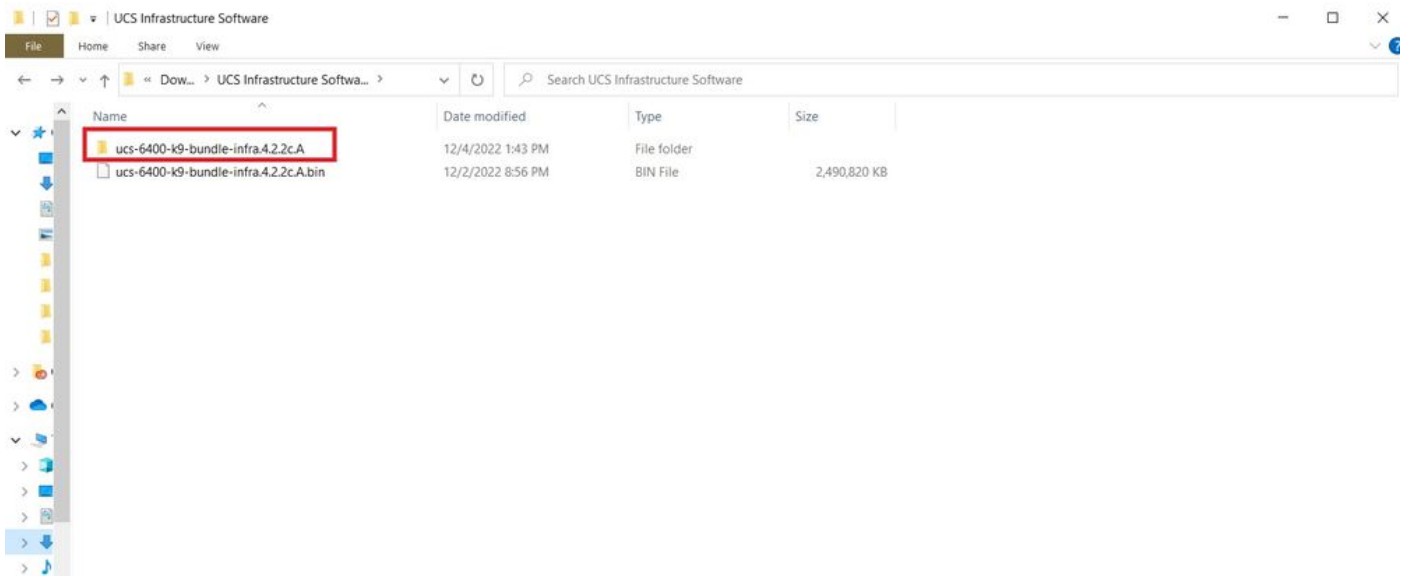 UCS Infrastructure Software
File Home Share View
« Dow... > UCS Infrastructure Softwa... > Search UCS Infrastructure Software
Name Date modified Type Size
ucs-6400-k9-bundle-infra.4.2.2c.A 12/4/2022 1:43 PM File folder
ucs-6400-k9-bundle-infra.4.2.2c.A.bin 12/2/2022 8:56 PM BIN File 2,490,820 KB